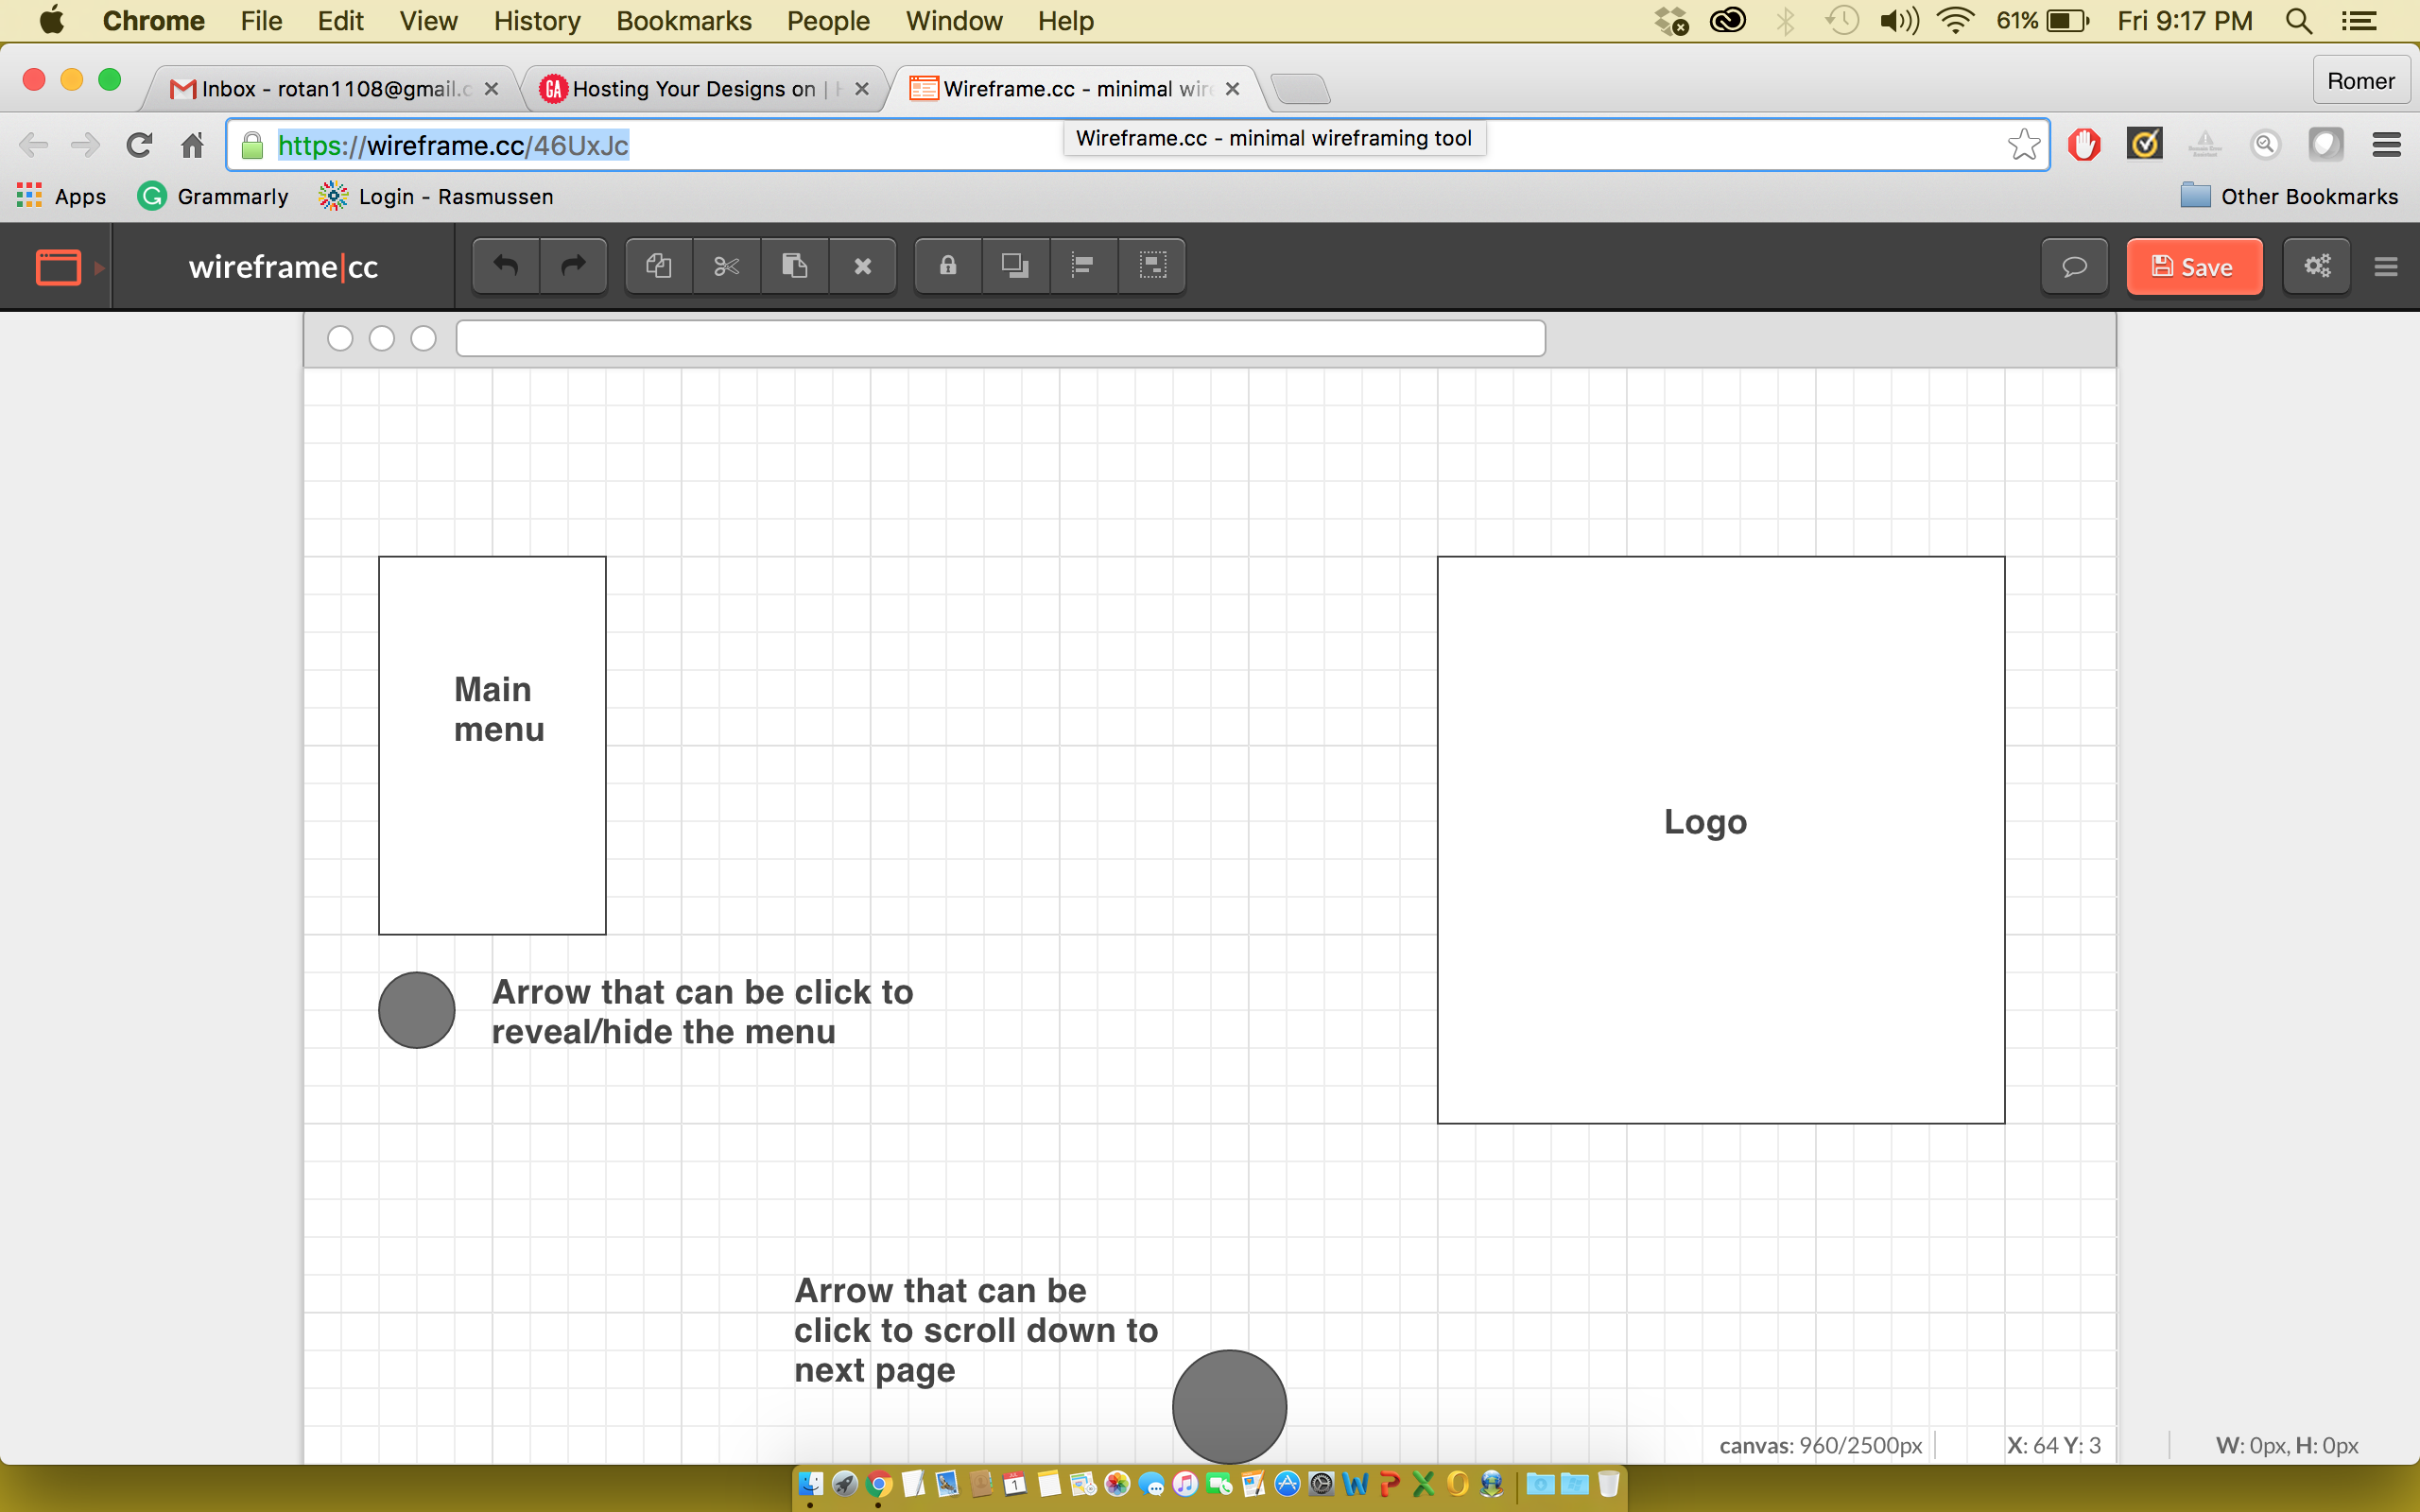 Chrome File Edit View History Bookmarks People Window Help 61% Fri 9:17 PM
Inbox - rotan1108@gmail.c Hosting Your Designs on | Wireframe.cc - minimal wir Romer
https://wireframe.cc/46UxJc Wireframe.cc - minimal wireframing tool
Apps Grammarly Login - Rasmussen Other Bookmarks
wireframe|cc Save
Main
menu
Logo
Arrow that can be click to
reveal/hide the menu
Arrow that can be
click to scroll down to
next page
canvas: 960/2500px X: 64 Y: 3 W: 0px, H: 0px